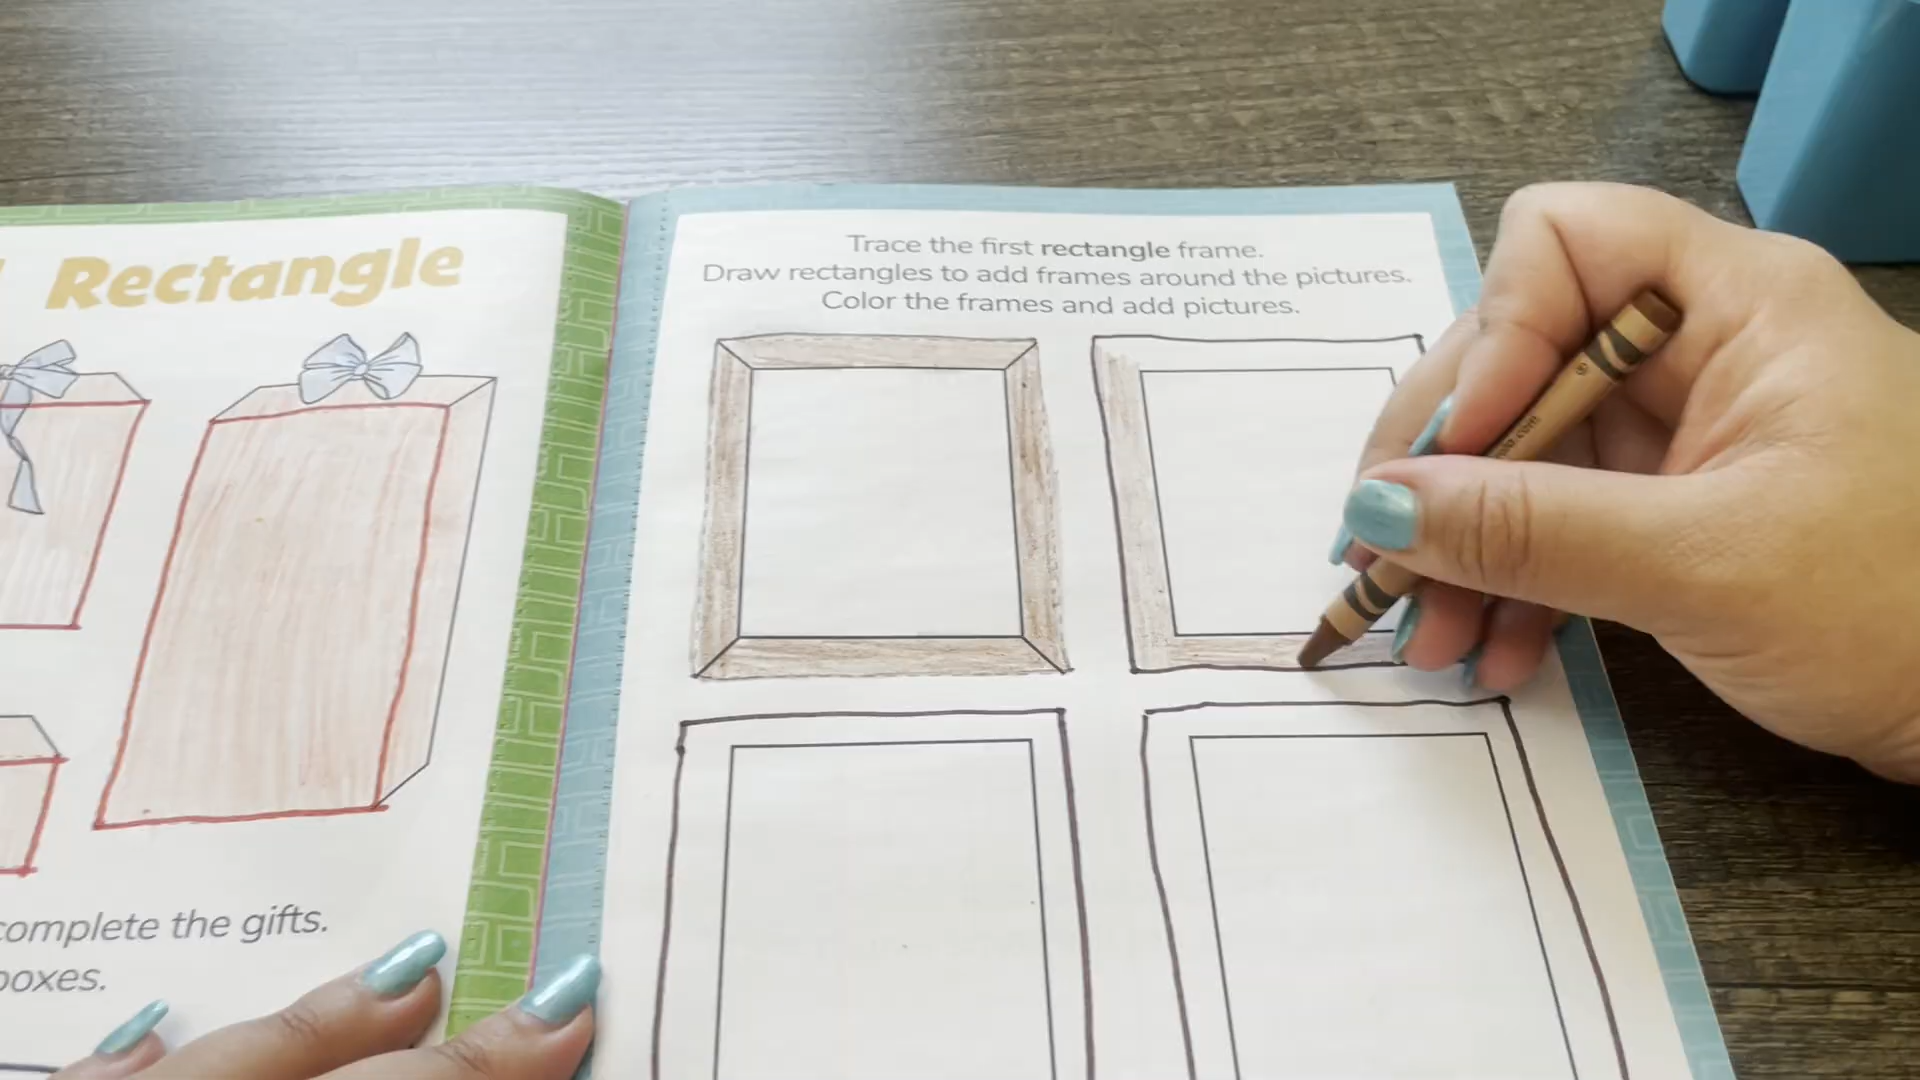 Rectangle
complete the gifts.
boxes.
Trace the first rectangle frame.
Draw rectangles to add frames around the pictures.
Color the frames and add pictures.